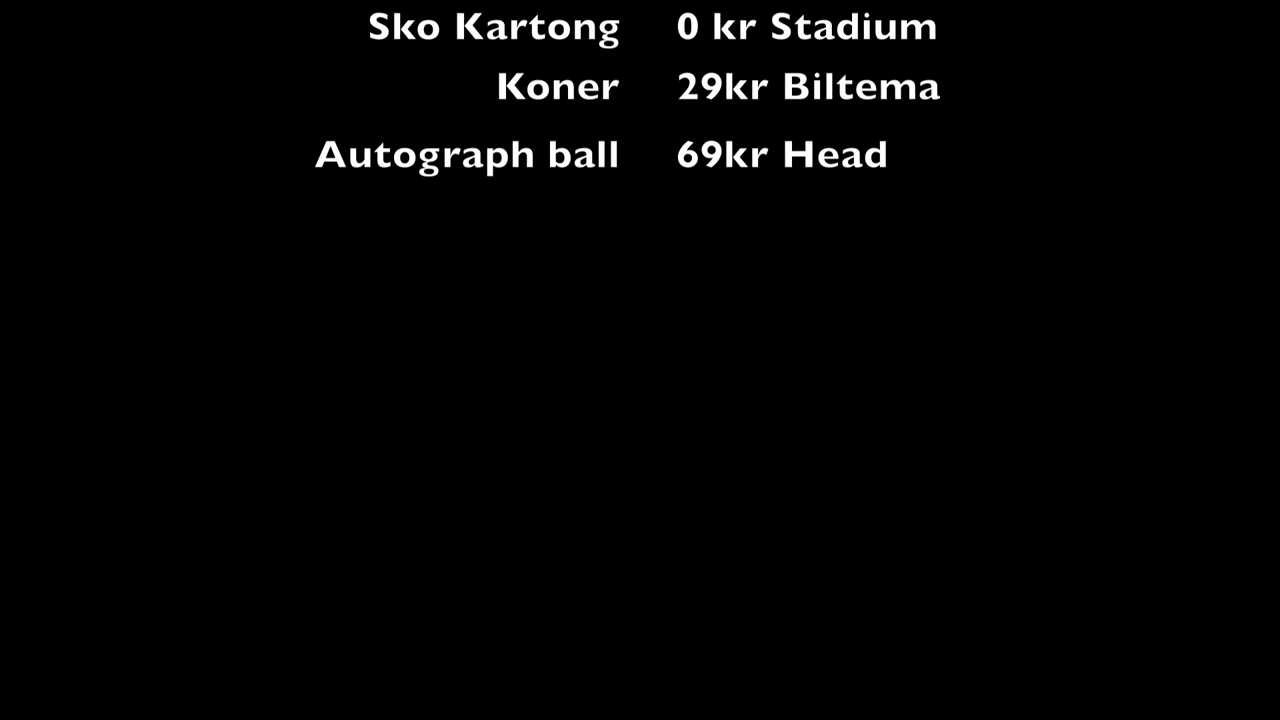 Sko Kartong 0 kr Stadium
Koner 29kr Biltema
Autograph ball 69kr Head